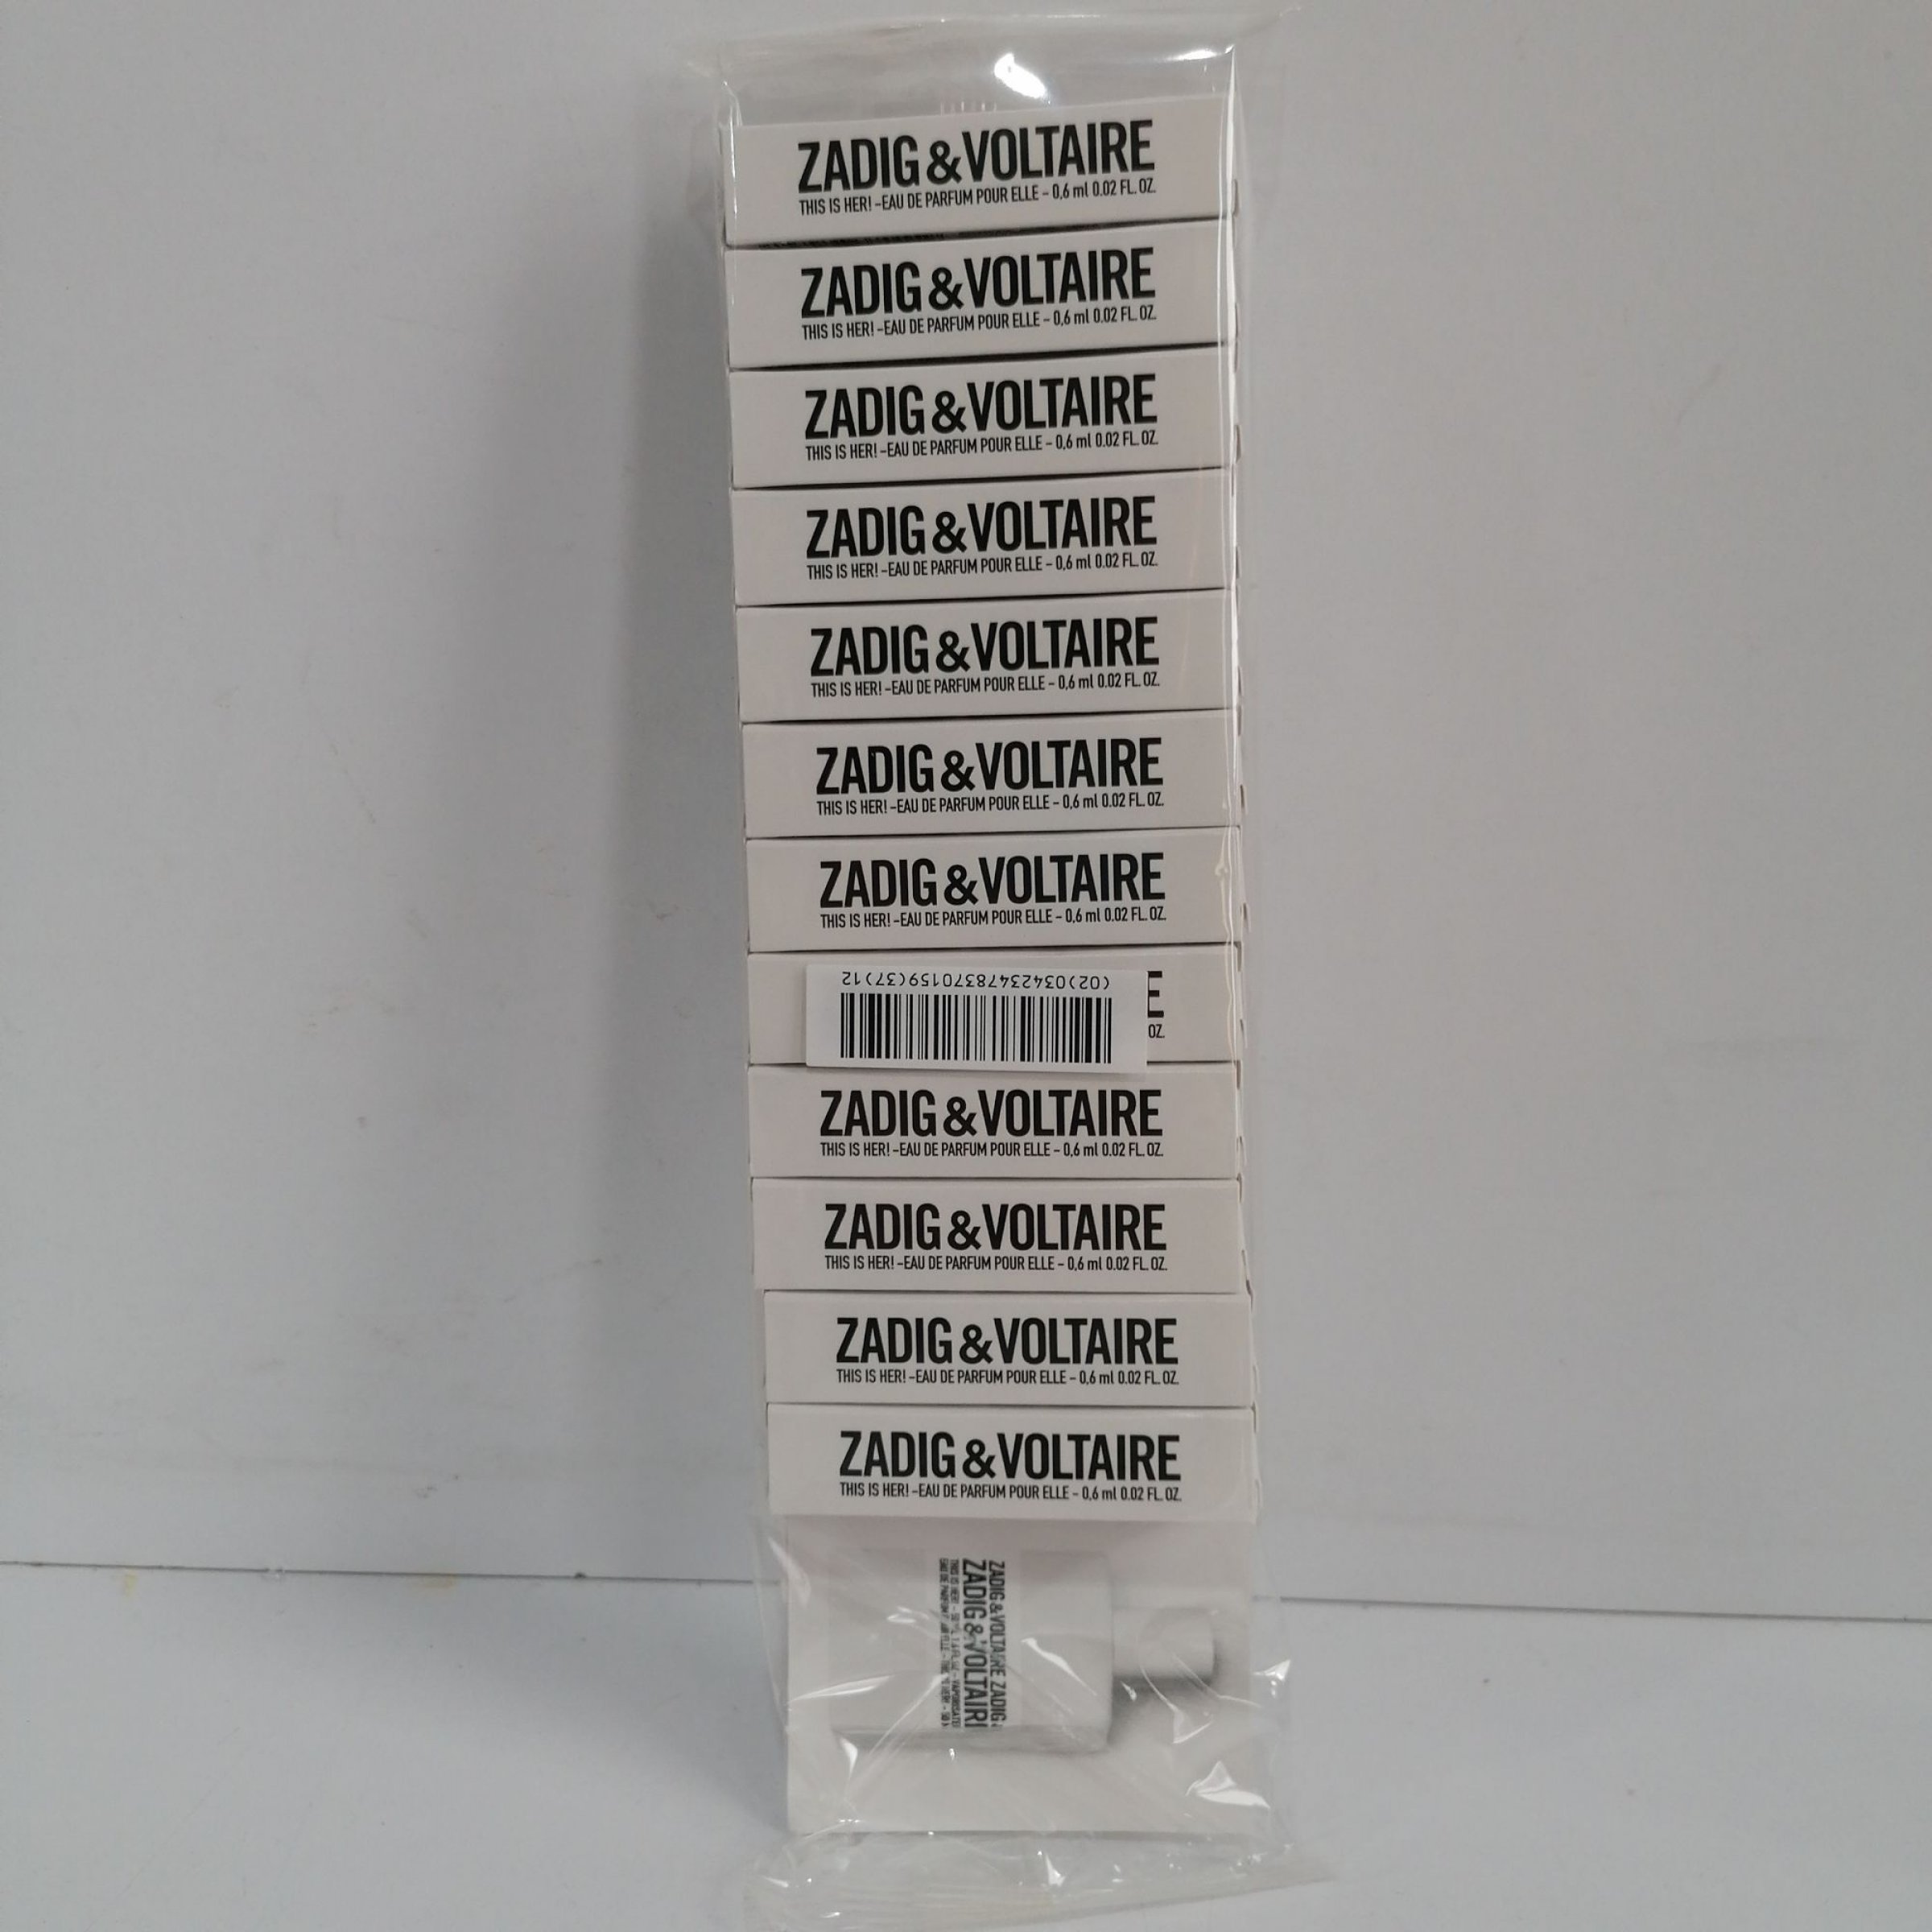 ZADIG & VOLTAIRE
THIS IS HER! - EAU DE PARFUM POUR ELLE - 0,6 ml 0.02 FL. OZ.
ZADIG & VOLTAIRE
THIS IS HER! - EAU DE PARFUM POUR ELLE - 0,6 ml 0.02 FL. OZ.
ZADIG & VOLTAIRE
THIS IS HER! - EAU DE PARFUM POUR ELLE - 0,6 ml 0.02 FL. OZ.
ZADIG & VOLTAIRE
THIS IS HER! - EAU DE PARFUM POUR ELLE - 0,6 ml 0.02 FL. OZ.
ZADIG & VOLTAIRE
THIS IS HER! - EAU DE PARFUM POUR ELLE - 0,6 ml 0.02 FL. OZ.
ZADIG & VOLTAIRE
THIS IS HER! - EAU DE PARFUM POUR ELLE - 0,6 ml 0.02 FL. OZ.
ZADIG & VOLTAIRE
THIS IS HER! - EAU DE PARFUM POUR ELLE - 0,6 ml 0.02 FL. OZ.
(02)03423478370159(37)12
E
OZ.
ZADIG & VOLTAIRE
THIS IS HER! - EAU DE PARFUM POUR ELLE - 0,6 ml 0.02 FL. OZ.
ZADIG & VOLTAIRE
THIS IS HER! - EAU DE PARFUM POUR ELLE - 0,6 ml 0.02 FL. OZ.
ZADIG & VOLTAIRE
THIS IS HER! - EAU DE PARFUM POUR ELLE - 0,6 ml 0.02 FL. OZ.
ZADIG & VOLTAIRE
THIS IS HER! - EAU DE PARFUM POUR ELLE - 0,6 ml 0.02 FL. OZ.
ZADIG & VOLTAIRE ZADIG
ZADIG & VOLTAIR